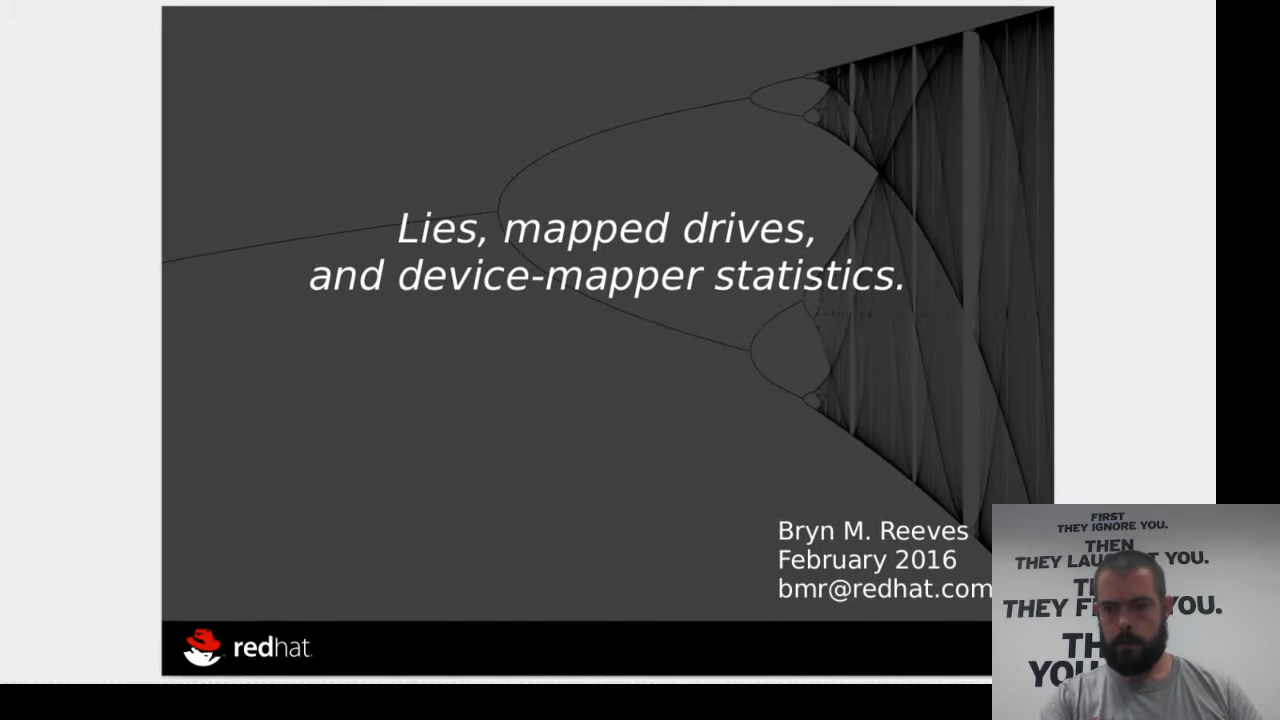 Lies, mapped drives,
and device-mapper statistics.
Bryn M. Reeves
February 2016
bmr@redhat.com
redhat.
FIRST
THEY IGNORE YOU.
THEN
THEY YOU.
THEY YOU.